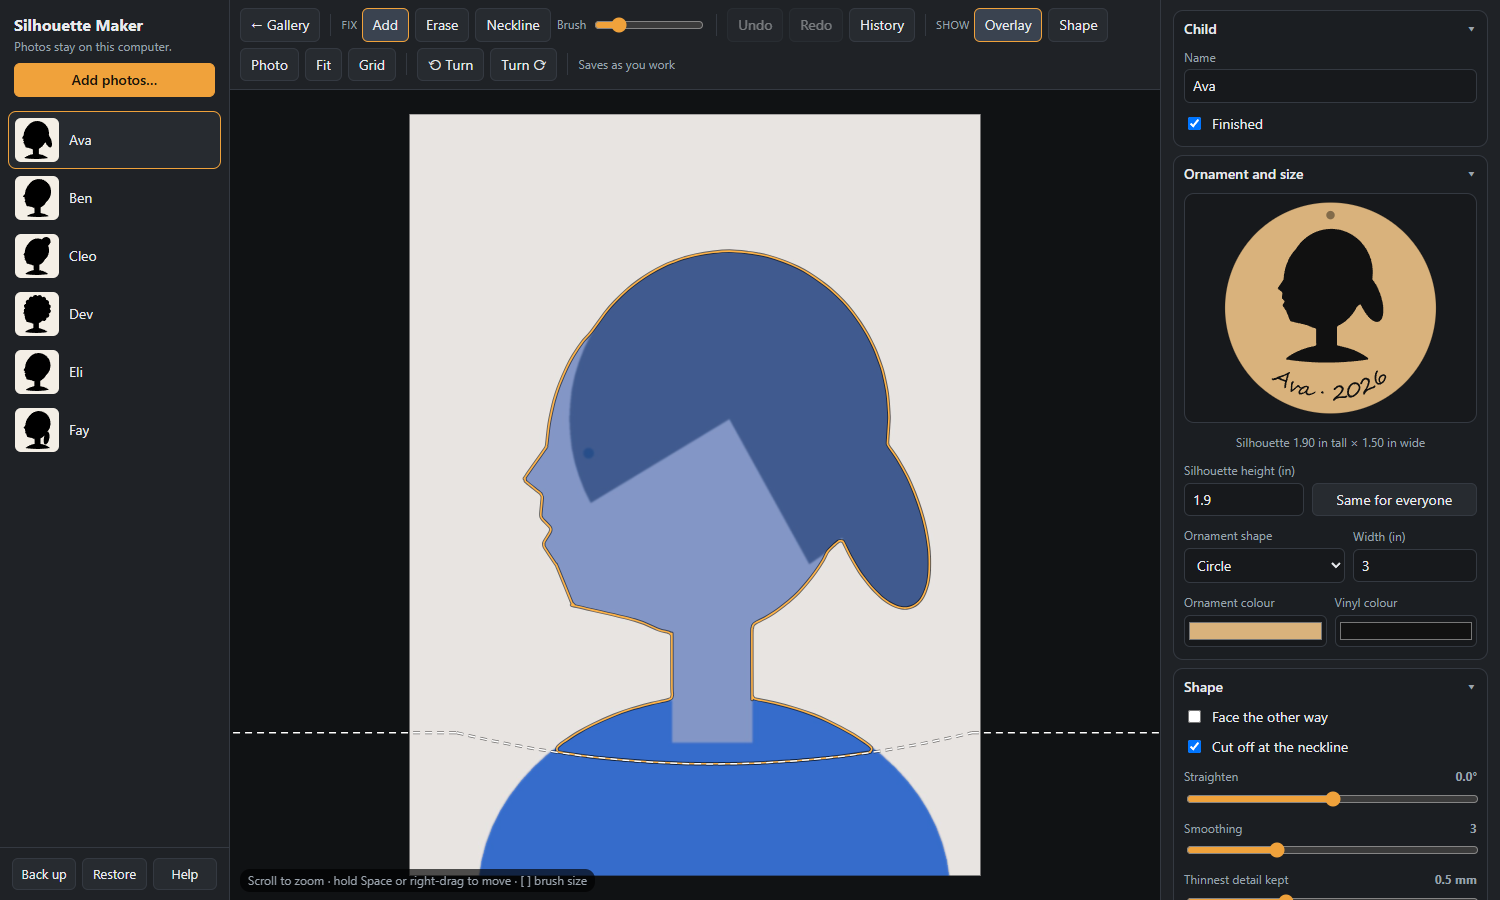 Silhouette Maker
Photos stay on this computer.
Add photos...
Ava
Ben
Cleo
Dev
Eli
Fay
Back up
Restore
Help
← Gallery
FIX
Add
Erase
Neckline
Brush
Undo
Redo
History
SHOW
Overlay
Shape
Photo
Fit
Grid
⟲ Turn
Turn ⟳
Saves as you work
Scroll to zoom · hold Space or right-drag to move · [ ] brush size
Child
Name
Ava
Finished
Ornament and size
Ava · 2026
Silhouette 1.90 in tall × 1.50 in wide
Silhouette height (in)
1.9
Same for everyone
Ornament shape
Width (in)
Circle
3
Ornament colour
Vinyl colour
Shape
Face the other way
Cut off at the neckline
Straighten
0.0°
Smoothing
3
Thinnest detail kept
0.5 mm